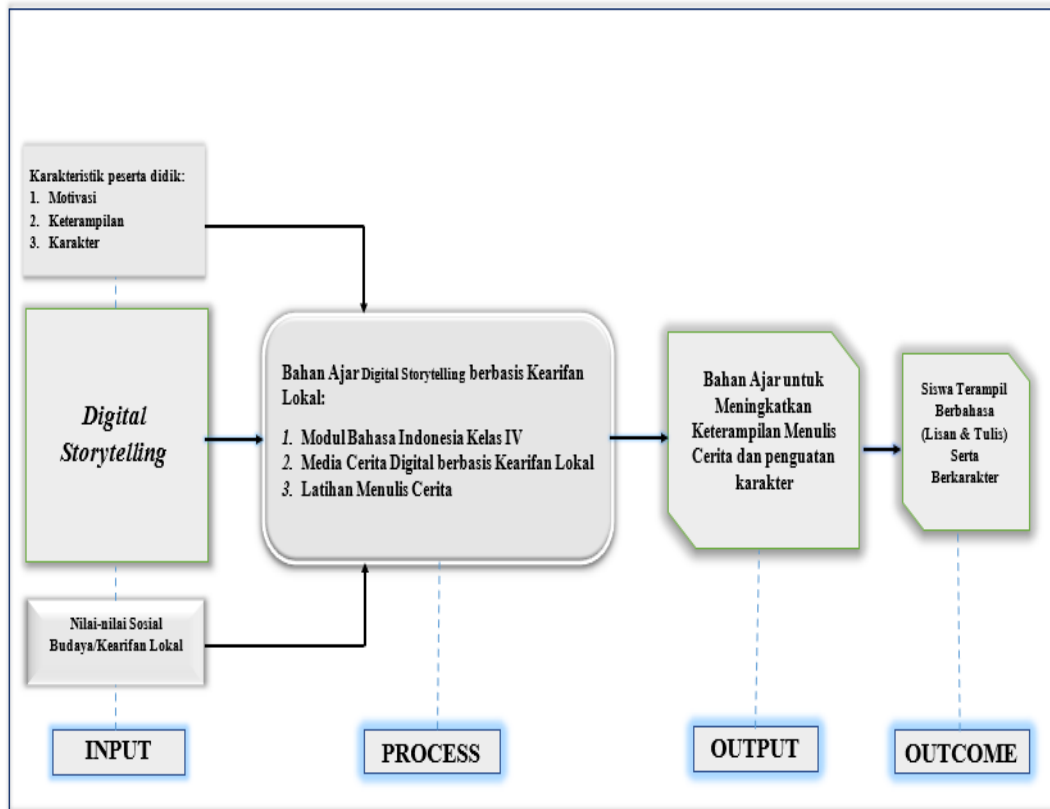 Karakteristik peserta didik:
1. Motivasi
2. Keterampilan
3. Karakter
Digital
Storytelling
Nilai-nilai Sosial
Budaya/Kearifan Lokal
Bahan Ajar Digital Storytelling berbasis Kearifan
Lokal:
1. Modul Bahasa Indonesia Kelas IV
2. Media Cerita Digital berbasis Kearifan Lokal
3. Latihan Menulis Cerita
Bahan Ajar untuk
Meningkatkan
Keterampilan Menulis
Cerita dan penguatan
karakter
Siswa Terampil
Berbahasa
(Lisan & Tulis)
Serta
Berkarakter
INPUT
PROCESS
OUTPUT
OUTCOME